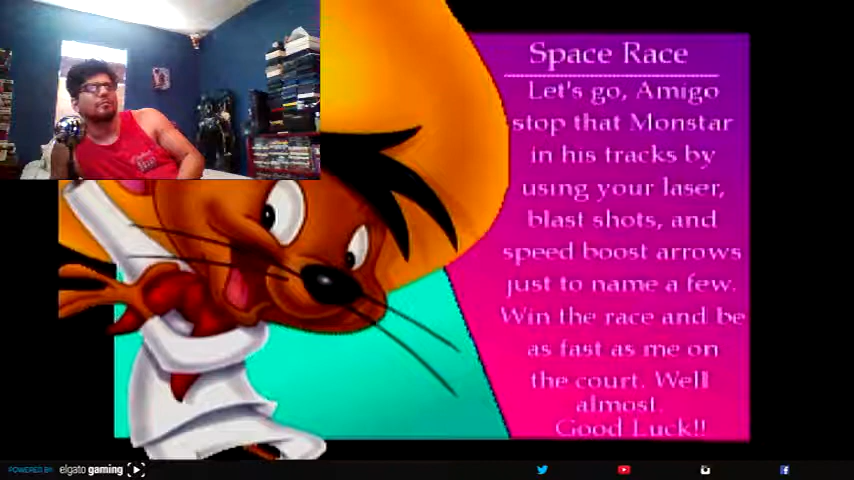 Space Race
Let's go, Amigo
stop that Monstar
in his tracks by
using your laser,
blast shots, and
speed boost arrows
just to name a few.
Win the race and be
as fast as me on
the court. Well
almost.
Good Luck!!
POWERED BY elgato gaming